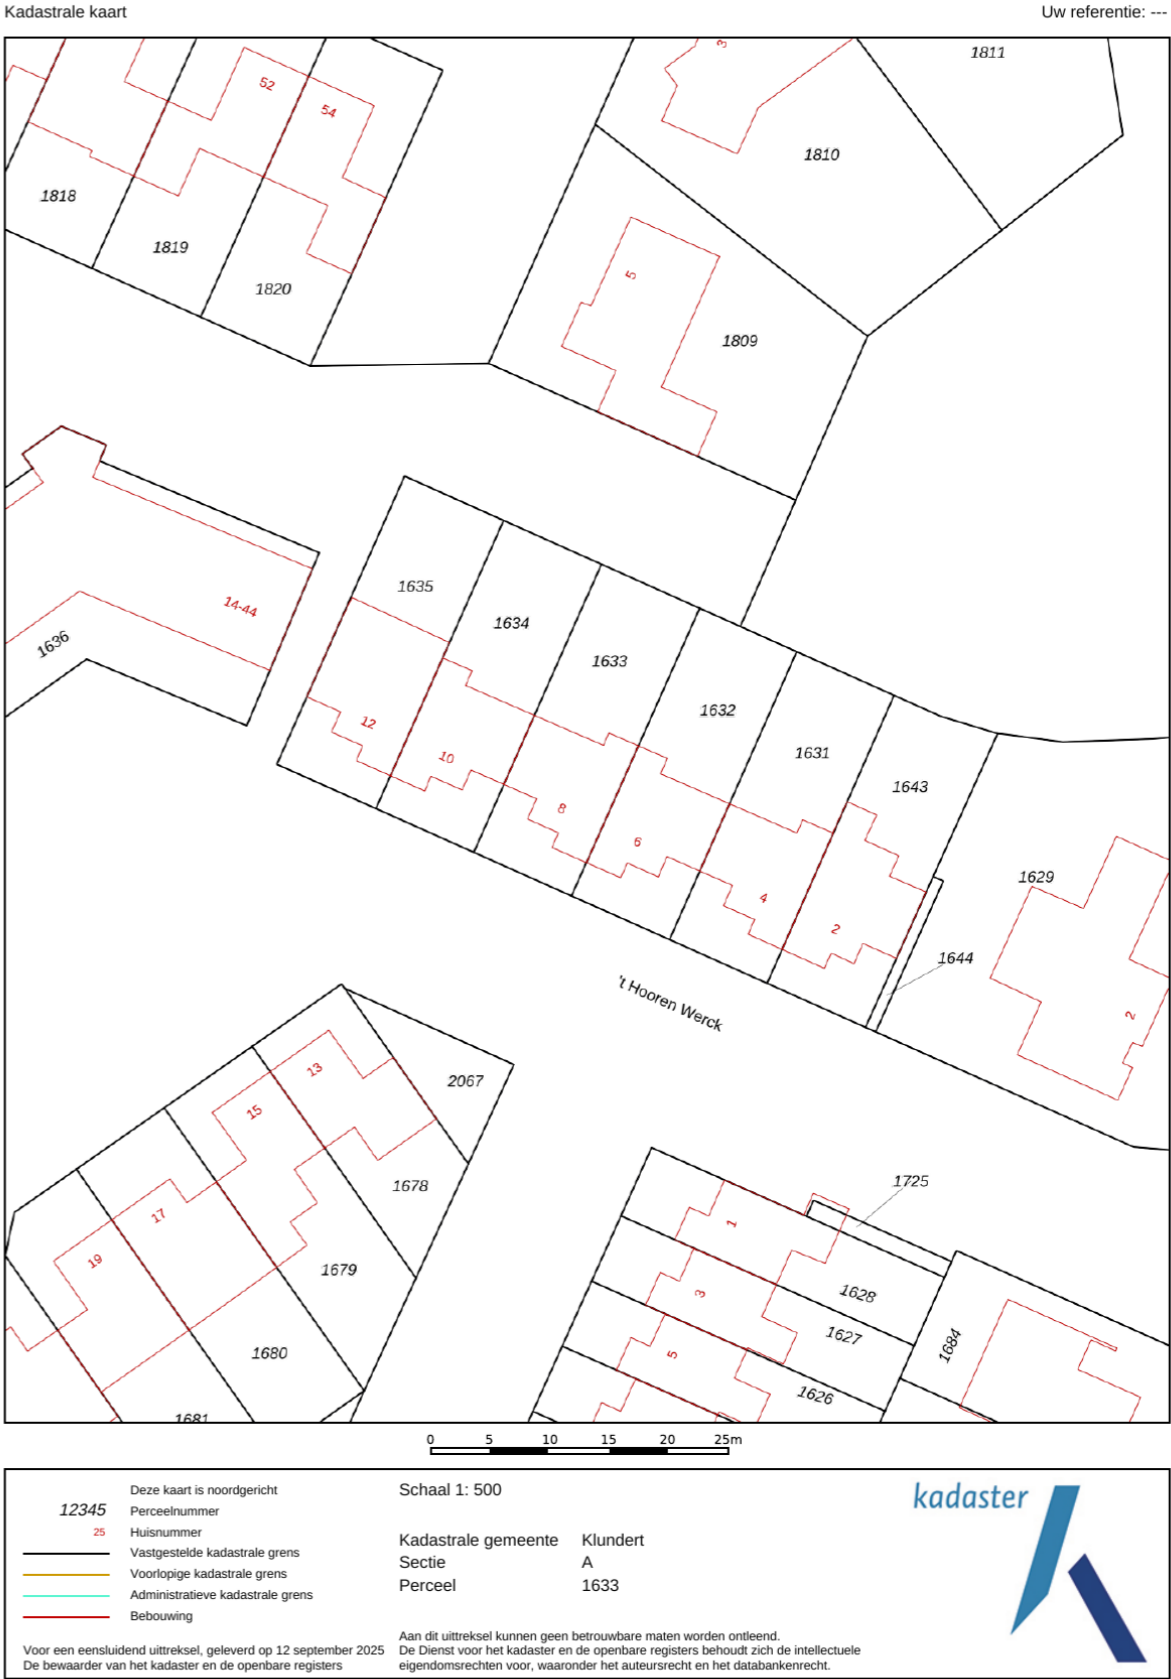 Kadastrale kaart
Uw referentie: ---
3
1811
52
54
1810
1818
1819
1820
5
1809
14-44
1636
1635
1634
1633
1632
1631
1643
12
10
8
6
4
2
1629
1644
2
't Hooren Werck
13
15
17
19
2067
1678
1679
1680
1681
1725
1
3
5
1628
1627
1626
1684
0 5 10 15 20 25m
12345
25
Deze kaart is noordgericht
Perceelnummer
Huisnummer
Vastgestelde kadastrale grens
Voorlopige kadastrale grens
Administratieve kadastrale grens
Bebouwing
Voor een eensluidend uittreksel, geleverd op 12 september 2025
De bewaarder van het kadaster en de openbare registers
Schaal 1: 500
Kadastrale gemeente Klundert
Sectie A
Perceel 1633
Aan dit uittreksel kunnen geen betrouwbare maten worden ontleend.
De Dienst voor het kadaster en de openbare registers behoudt zich de intellectuele
eigendomsrechten voor, waaronder het auteursrecht en het databankenrecht.
kadaster